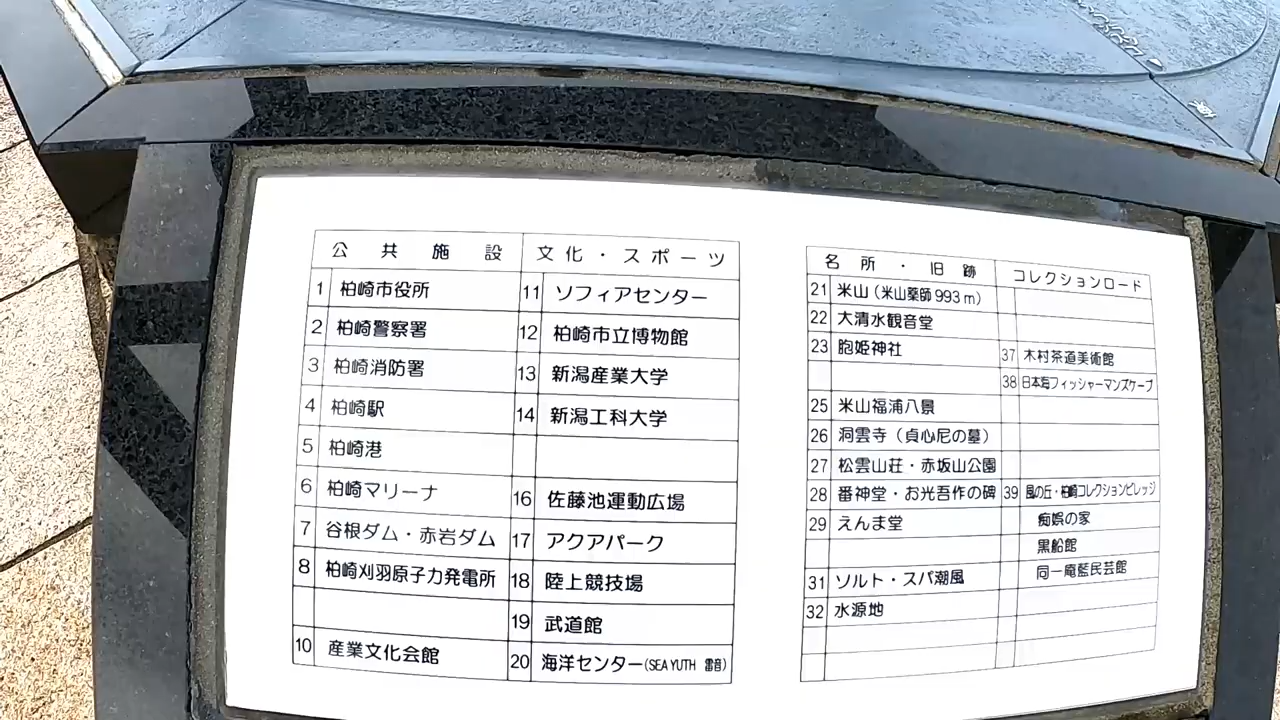 公共施設
1 柏崎市役所
2 柏崎警察署
3 柏崎消防署
4 柏崎駅
5 柏崎港
6 柏崎マリーナ
7 谷根ダム・赤岩ダム
8 柏崎刈羽原子力発電所
10 産業文化会館
文化・スポーツ
11 ソフィアセンター
12 柏崎市立博物館
13 新潟産業大学
14 新潟工科大学
16 佐藤池運動広場
17 アクアパーク
18 陸上競技場
19 武道館
20 海洋センター(SEA YUTH 雷音)
名所・旧跡
21 米山(米山薬師993m)
22 大清水観音堂
23 胞姫神社
25 米山福浦八景
26 洞雲寺(貞心尼の墓)
27 松雲山荘・赤坂山公園
28 番神堂・お光吾作の碑
29 えんま堂
31 ソルト・スパ潮風
32 水源地
コレクションロード
37 木村茶道美術館
38 日本海フィッシャーマンズケープ
39 風の丘・柏崎コレクションビレッジ
痴娯の家
黒船館
同一庵藍民芸館